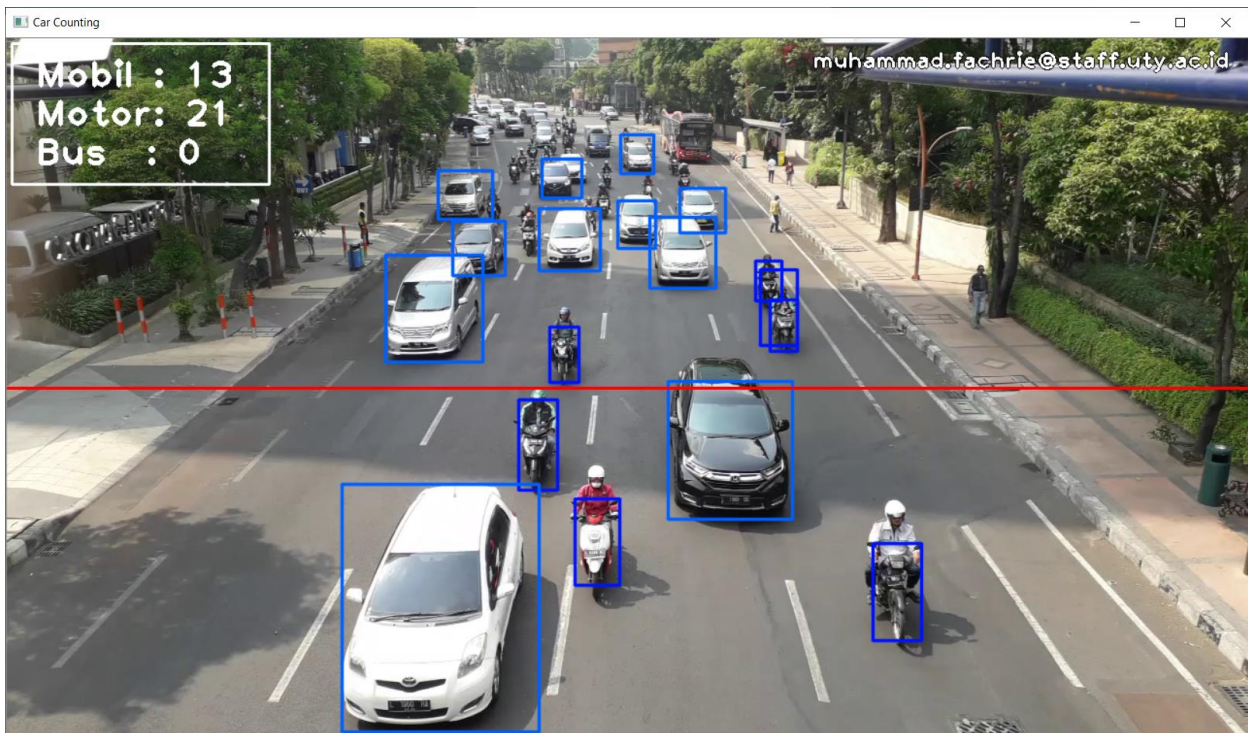 Car Counting
Mobil : 13
Motor: 21
Bus : 0
muhammad.fachrie@staff.uty.ac.id